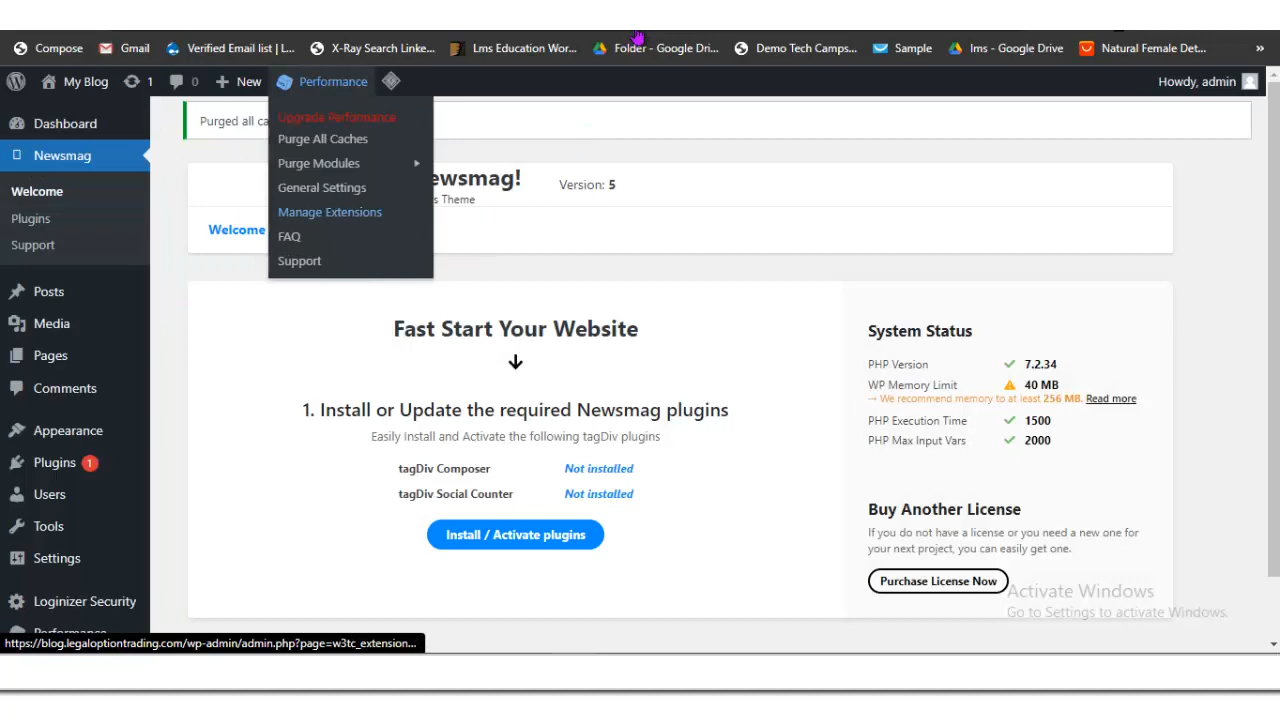 Compose Gmail Verified Email list | L... X-Ray Search Linke... Lms Education Wor... Folder - Google Dri... Demo Tech Camps... Sample lms - Google Drive Natural Female Det... »
My Blog 1 0 New Performance Howdy, admin
Dashboard
Newsmag
Welcome
Plugins
Support
Posts
Media
Pages
Comments
Appearance
Plugins 1
Users
Tools
Settings
Loginizer Security
Performance
Upgrade Performance
Purge All Caches
Purge Modules
General Settings
Manage Extensions
FAQ
Support
Purged all ca
ewsmag! Version: 5
s Theme
Welcome
Fast Start Your Website
1. Install or Update the required Newsmag plugins
Easily Install and Activate the following tagDiv plugins
tagDiv Composer Not installed
tagDiv Social Counter Not installed
Install / Activate plugins
System Status
PHP Version 7.2.34
WP Memory Limit 40 MB
→ We recommend memory to at least 256 MB. Read more
PHP Execution Time 1500
PHP Max Input Vars 2000
Buy Another License
If you do not have a license or you need a new one for
your next project, you can easily get one.
Purchase License Now
Activate Windows
Go to Settings to activate Windows.
https://blog.legaloptiontrading.com/wp-admin/admin.php?page=w3tc_extension...